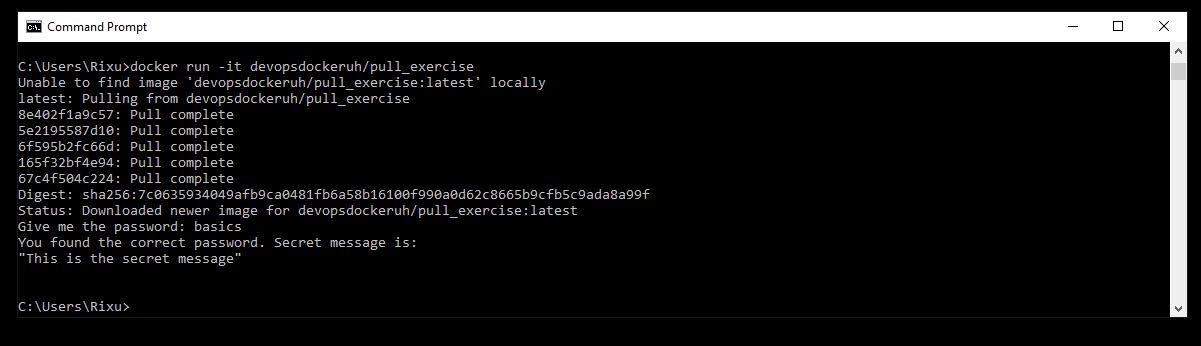 Command Prompt
C:\Users\Rixu>docker run -it devopsdockeruh/pull_exercise
Unable to find image 'devopsdockeruh/pull_exercise:latest' locally
latest: Pulling from devopsdockeruh/pull_exercise
8e402f1a9c57: Pull complete
5e2195587d10: Pull complete
6f595b2fc66d: Pull complete
165f32bf4e94: Pull complete
67c4f504c224: Pull complete
Digest: sha256:7c0635934049afb9ca0481fb6a58b16100f990a0d62c8665b9cfb5c9ada8a99f
Status: Downloaded newer image for devopsdockeruh/pull_exercise:latest
Give me the password: basics
You found the correct password. Secret message is:
"This is the secret message"
C:\Users\Rixu>